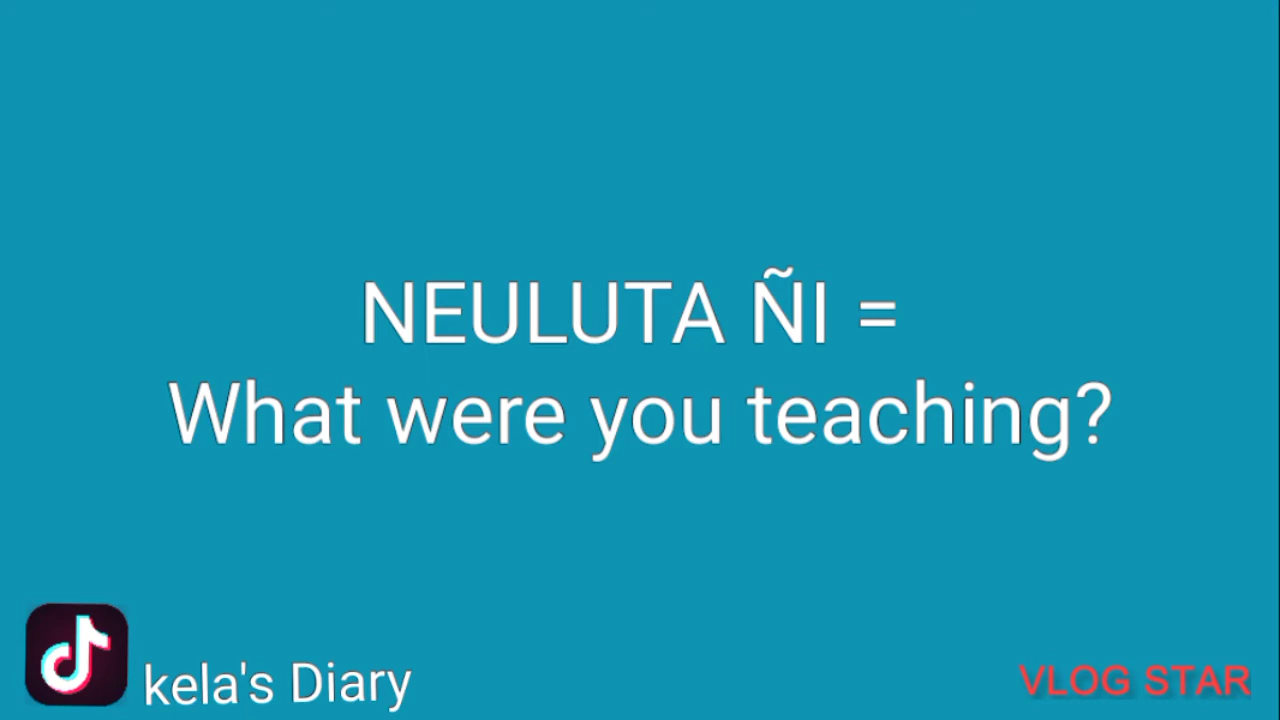 NEULUTA ÑI =
What were you teaching?
kela's Diary
VLOG STAR